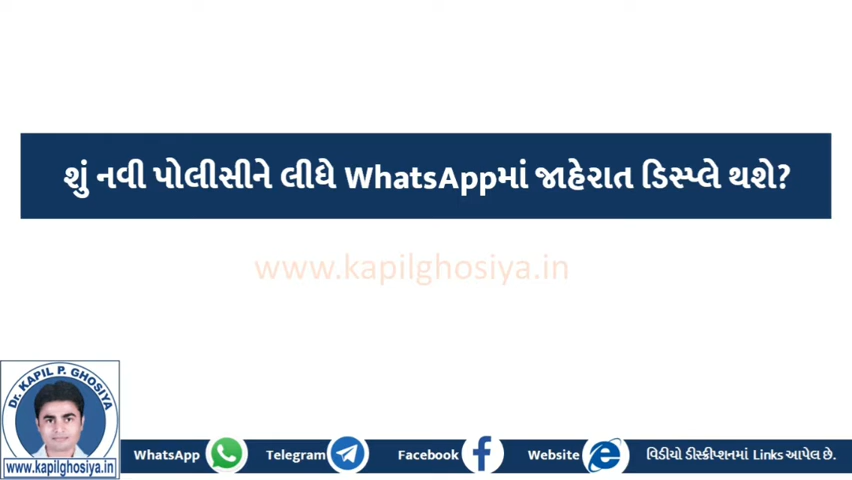 શું નવી પોલીસીને લીધે WhatsAppમાં જાહેરાત ડિસ્પ્લે થશે?
www.kapilghosiya.in
Dr. KAPIL P. GHOSIYA
www.kapilghosiya.in
WhatsApp Telegram Facebook Website વિડીયો ડીસ્ક્રીપ્શનમાં Links આપેલ છે.